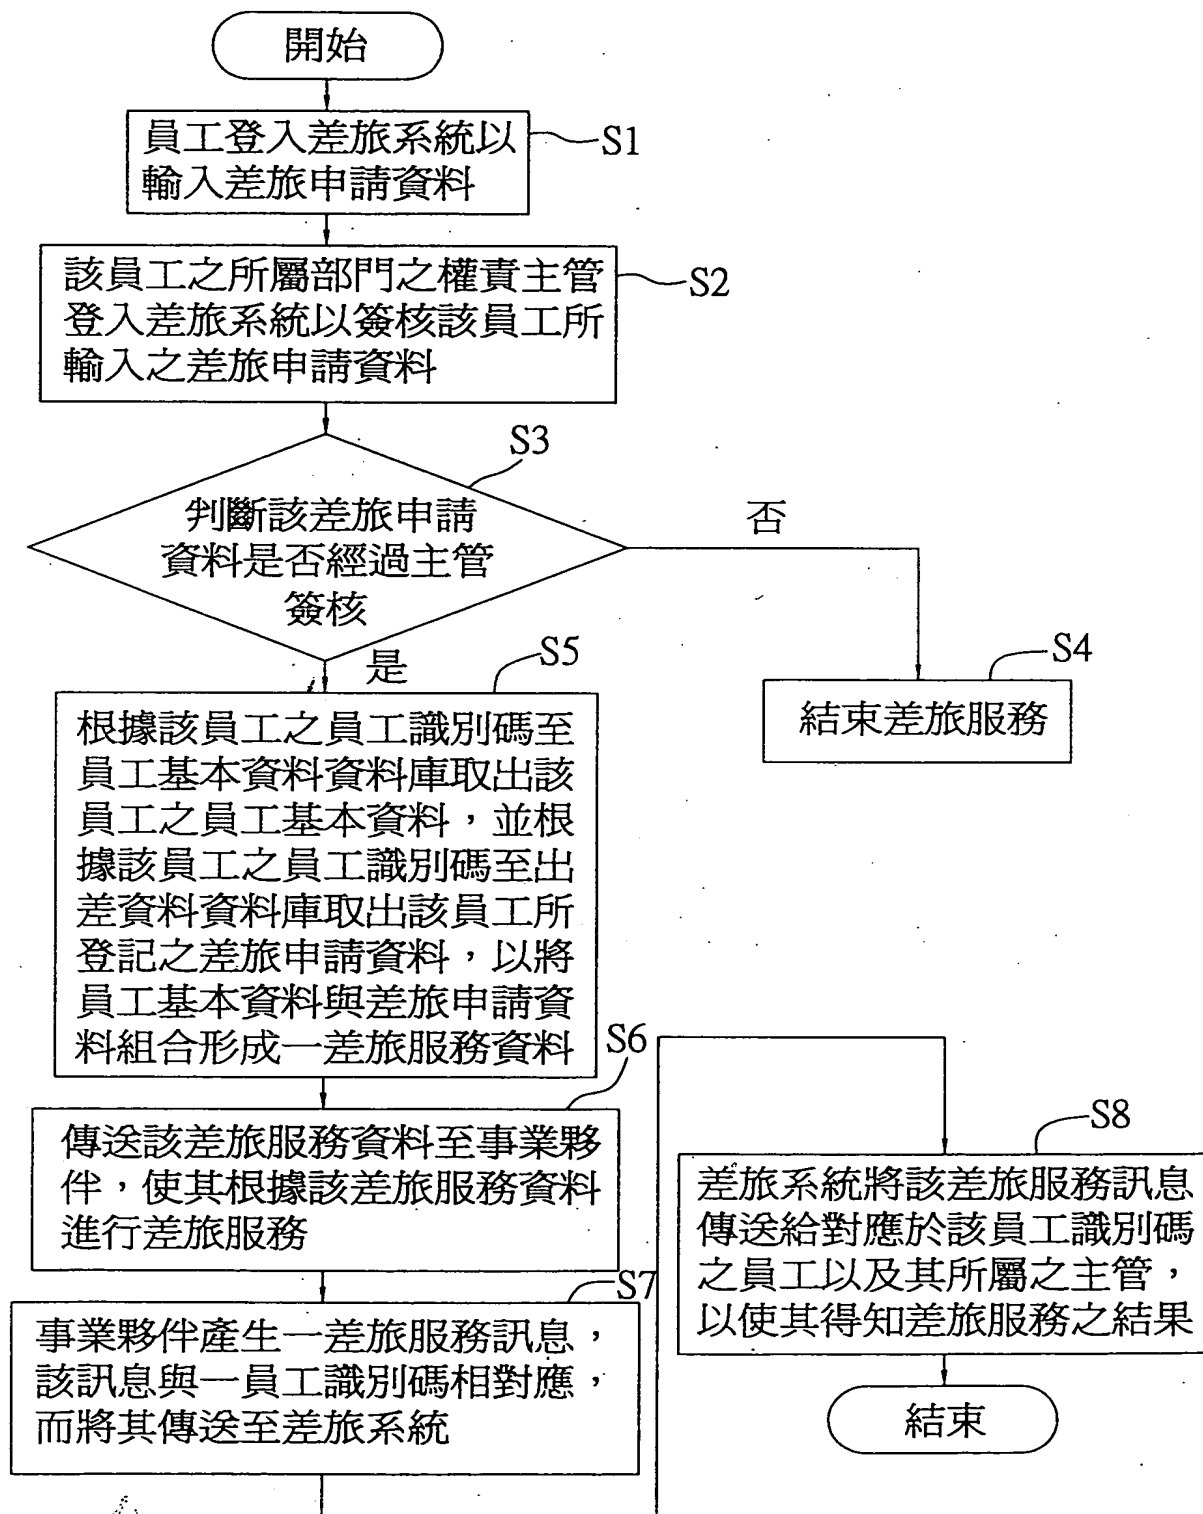 開始
S1
員工登入差旅系統以
輸入差旅申請資料
S2
該員工之所屬部門之權責主管
登入差旅系統以簽核該員工所
輸入之差旅申請資料
S3
判斷該差旅申請
資料是否經過主管
簽核
否
是
S4
結束差旅服務
S5
根據該員工之員工識別碼至
員工基本資料資料庫取出該
員工之員工基本資料，並根
據該員工之員工識別碼至出
差資料資料庫取出該員工所
登記之差旅申請資料，以將
員工基本資料與差旅申請資
料組合形成一差旅服務資料
S6
傳送該差旅服務資料至事業夥
伴，使其根據該差旅服務資料
進行差旅服務
S7
事業夥伴產生一差旅服務訊息，
該訊息與一員工識別碼相對應，
而將其傳送至差旅系統
S8
差旅系統將該差旅服務訊息
傳送給對應於該員工識別碼
之員工以及其所屬之主管，
以使其得知差旅服務之結果
結束